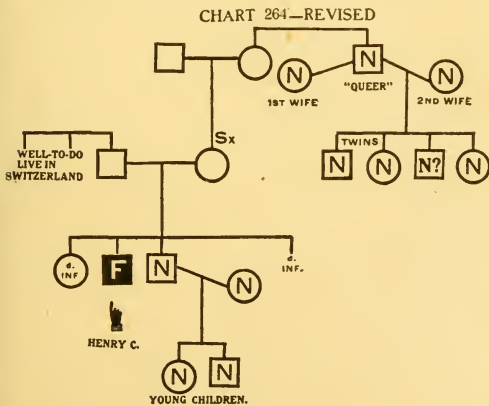 CHART 264—REVISED
N
N
N
1ST WIFE
"QUEER"
2ND WIFE
Sx
TWINS
N
N
N?
N
WELL-TO-DO
LIVE IN
SWITZERLAND
d.
INF
F
N
d.
INF.
N
HENRY C.
N
N
YOUNG CHILDREN.